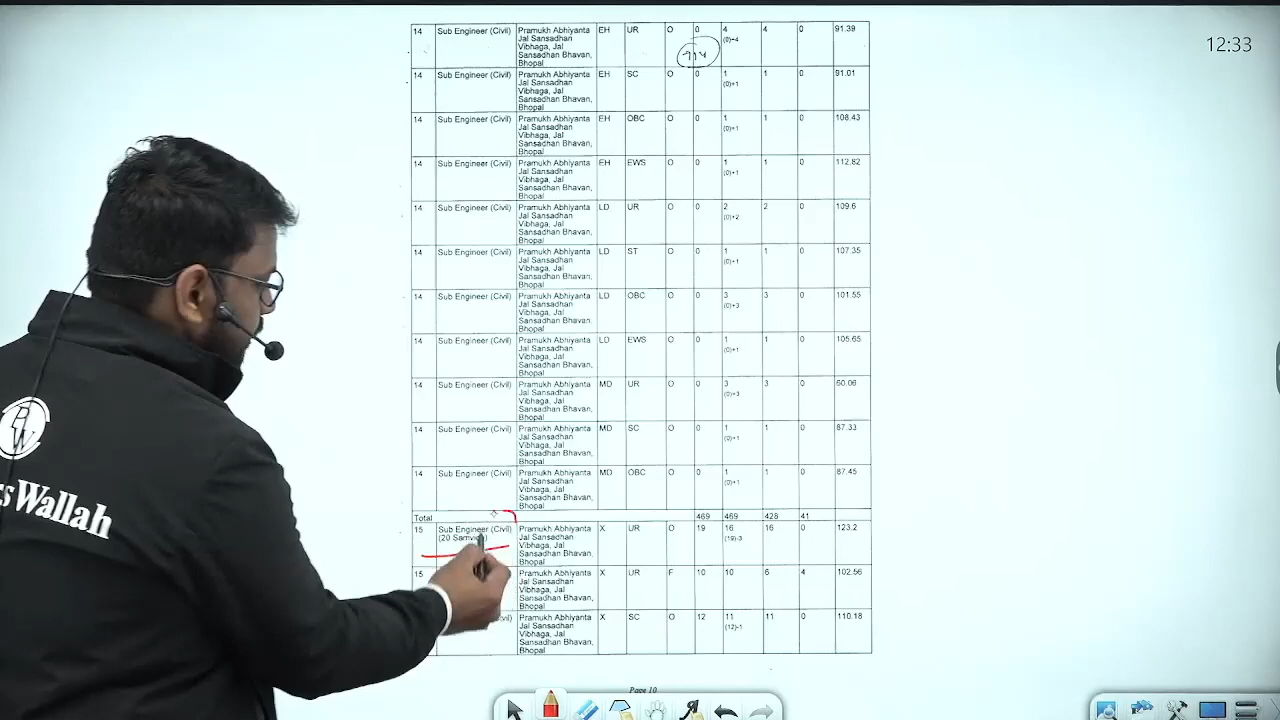 12:33
14 Sub Engineer (Civil) Pramukh Abhiyanta EH UR O 0 4 4 0 91.39
Jal Sansadhan (0)+4
Vibhaga, Jal
Sansadhan Bhavan,
Bhopal
14 Sub Engineer (Civil) Pramukh Abhiyanta EH SC O 0 1 1 0 91.01
Jal Sansadhan (0)+1
Vibhaga, Jal
Sansadhan Bhavan,
Bhopal
14 Sub Engineer (Civil) Pramukh Abhiyanta EH OBC O 0 1 1 0 108.43
Jal Sansadhan (0)+1
Vibhaga, Jal
Sansadhan Bhavan,
Bhopal
14 Sub Engineer (Civil) Pramukh Abhiyanta EH EWS O 0 1 1 0 112.82
Jal Sansadhan (0)+1
Vibhaga, Jal
Sansadhan Bhavan,
Bhopal
14 Sub Engineer (Civil) Pramukh Abhiyanta LD UR O 0 2 2 0 109.6
Jal Sansadhan (0)+2
Vibhaga, Jal
Sansadhan Bhavan,
Bhopal
14 Sub Engineer (Civil) Pramukh Abhiyanta LD ST O 0 1 1 0 107.35
Jal Sansadhan (0)+1
Vibhaga, Jal
Sansadhan Bhavan,
Bhopal
14 Sub Engineer (Civil) Pramukh Abhiyanta LD OBC O 0 3 3 0 101.55
Jal Sansadhan (0)+3
Vibhaga, Jal
Sansadhan Bhavan,
Bhopal
14 Sub Engineer (Civil) Pramukh Abhiyanta LD EWS O 0 1 1 0 105.65
Jal Sansadhan (0)+1
Vibhaga, Jal
Sansadhan Bhavan,
Bhopal
14 Sub Engineer (Civil) Pramukh Abhiyanta MD UR O 0 3 3 0 60.06
Jal Sansadhan (0)+3
Vibhaga, Jal
Sansadhan Bhavan,
Bhopal
14 Sub Engineer (Civil) Pramukh Abhiyanta MD SC O 0 1 1 0 87.33
Jal Sansadhan (0)+1
Vibhaga, Jal
Sansadhan Bhavan,
Bhopal
14 Sub Engineer (Civil) Pramukh Abhiyanta MD OBC O 0 1 1 0 87.45
Jal Sansadhan (0)+1
Vibhaga, Jal
Sansadhan Bhavan,
Bhopal
Total 469 469 428 41
15 Sub Engineer (Civil) Pramukh Abhiyanta X UR O 19 16 16 0 123.2
(20 Jal Sansadhan (19)-3
Vibhaga, Jal
Sansadhan Bhavan,
Bhopal
15 Pramukh Abhiyanta X UR F 10 10 6 4 102.56
Jal Sansadhan
Vibhaga, Jal
Sansadhan Bhavan,
Bhopal
Pramukh Abhiyanta X SC O 12 11 11 0 110.18
Jal Sansadhan (12)-1
Vibhaga, Jal
Sansadhan Bhavan,
Bhopal
Page 10
Wallah